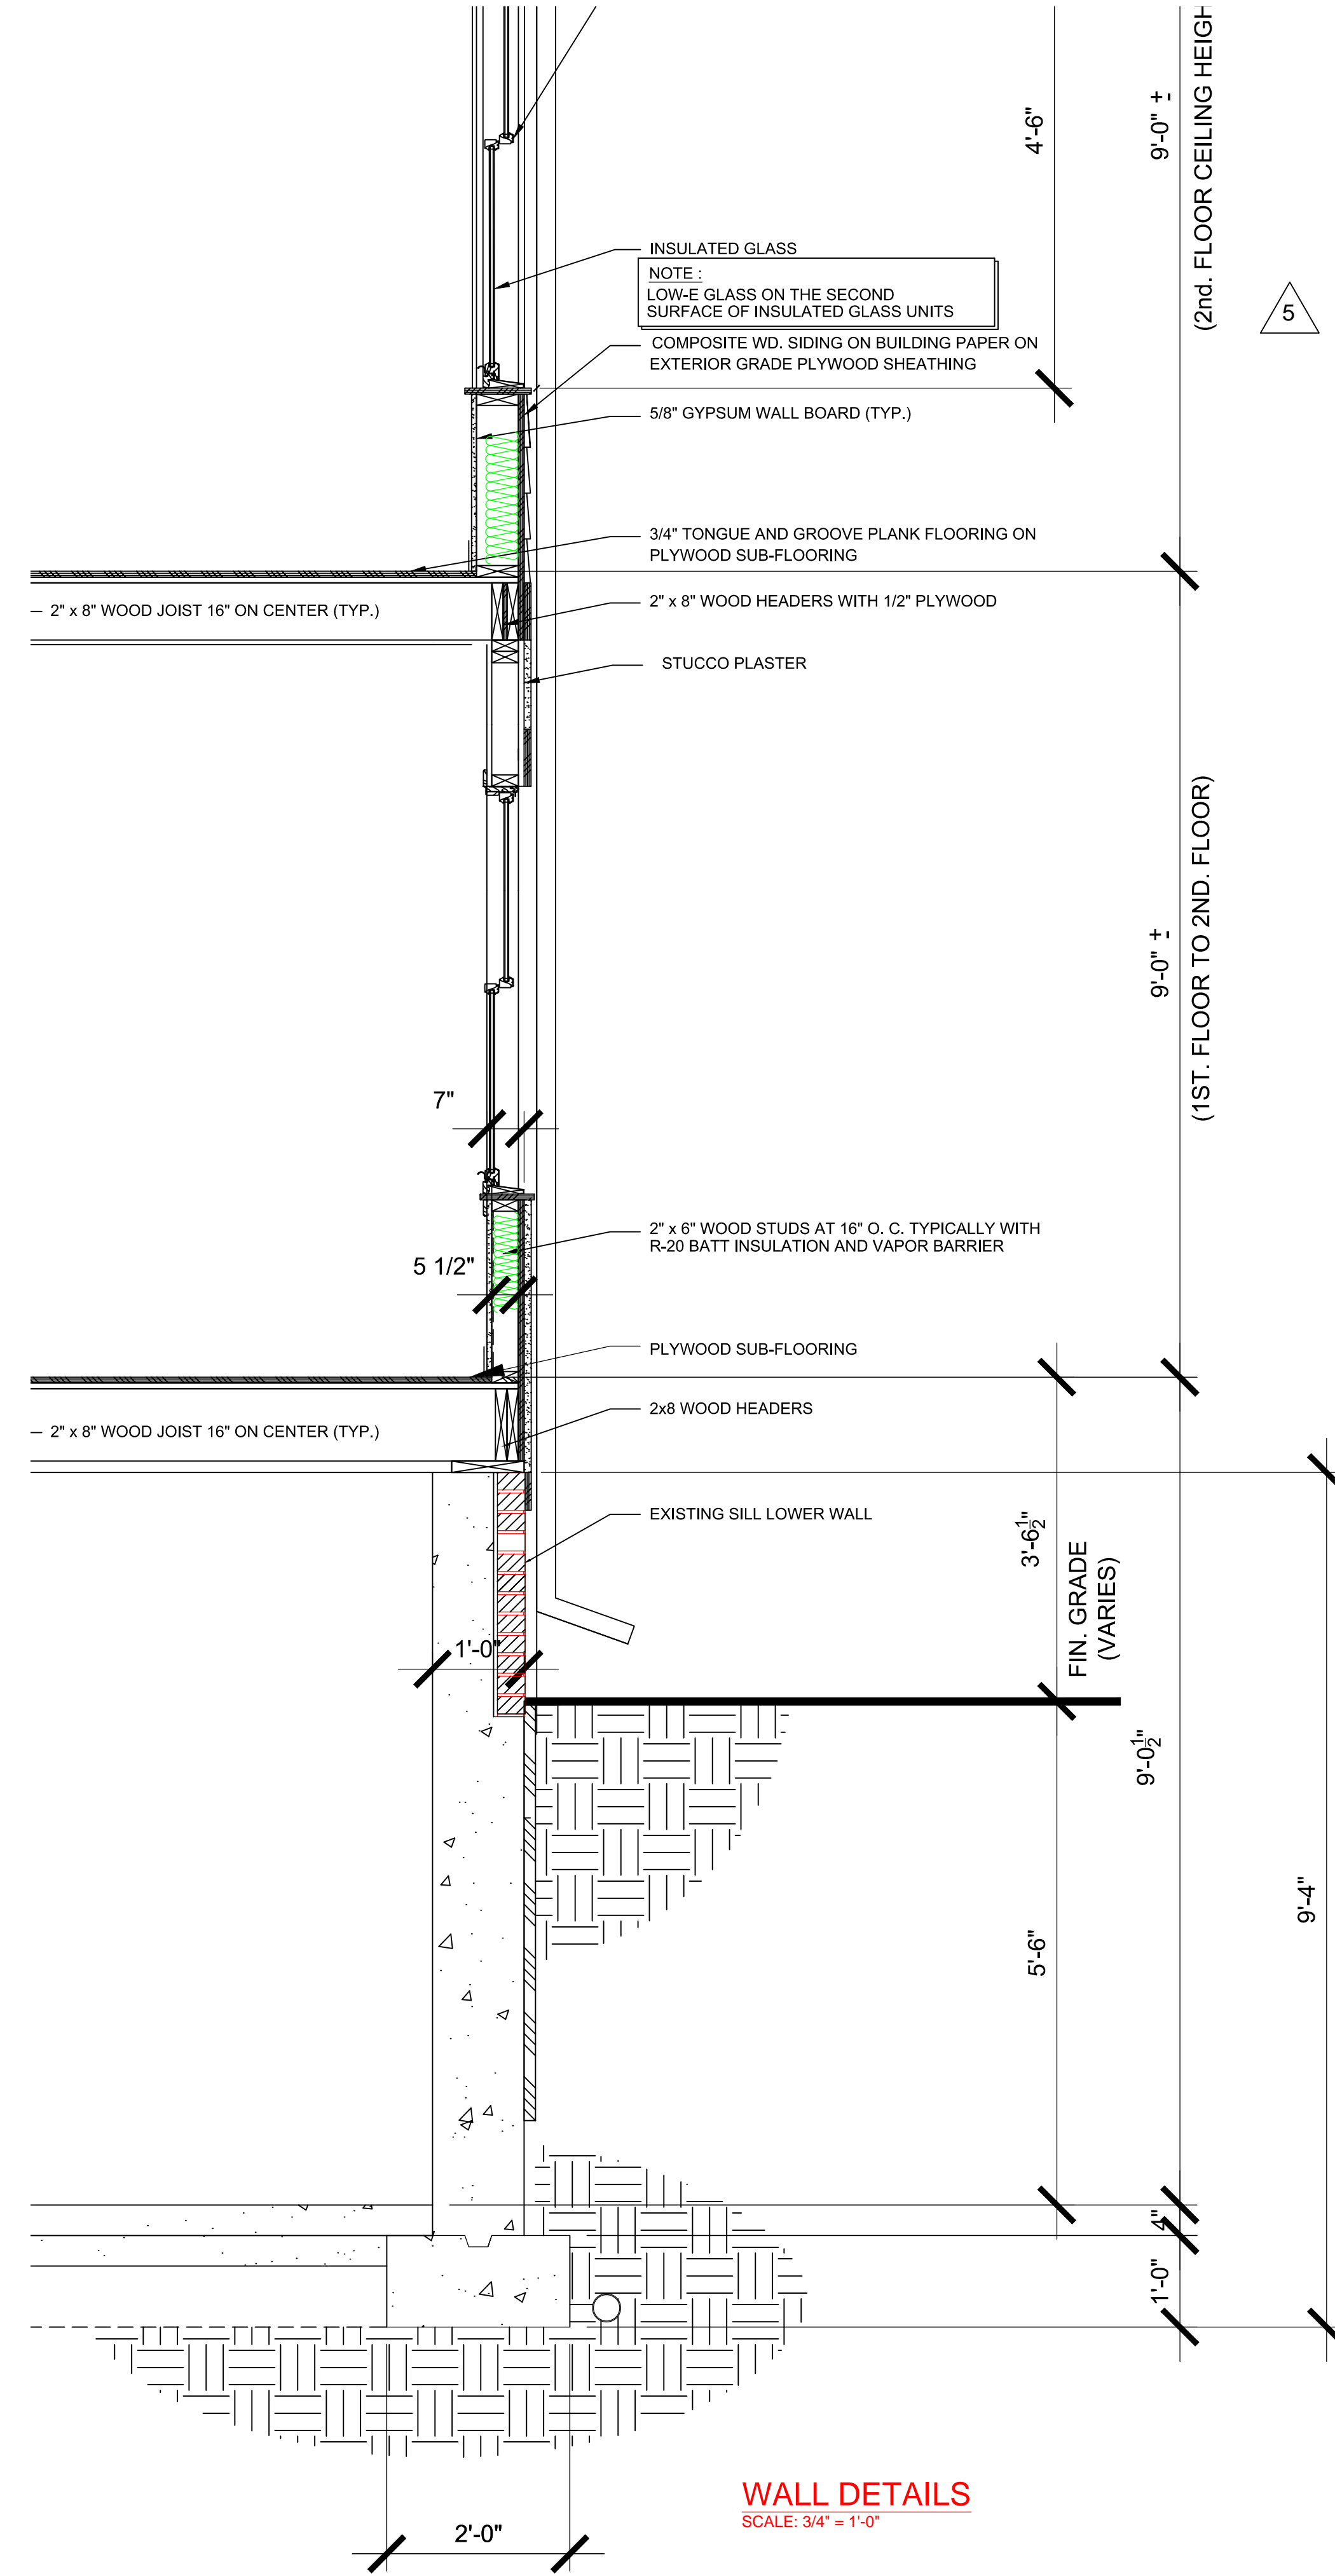 4'-6"
9'-0" +-
(2nd. FLOOR CEILING HEIGH
5
INSULATED GLASS
NOTE :
LOW-E GLASS ON THE SECOND
SURFACE OF INSULATED GLASS UNITS
COMPOSITE WD. SIDING ON BUILDING PAPER ON
EXTERIOR GRADE PLYWOOD SHEATHING
5/8" GYPSUM WALL BOARD (TYP.)
3/4" TONGUE AND GROOVE PLANK FLOORING ON
PLYWOOD SUB-FLOORING
2" x 8" WOOD JOIST 16" ON CENTER (TYP.)
2" x 8" WOOD HEADERS WITH 1/2" PLYWOOD
STUCCO PLASTER
9'-0" +-
(1ST. FLOOR TO 2ND. FLOOR)
7"
2" x 6" WOOD STUDS AT 16" O. C. TYPICALLY WITH
R-20 BATT INSULATION AND VAPOR BARRIER
5 1/2"
PLYWOOD SUB-FLOORING
2" x 8" WOOD JOIST 16" ON CENTER (TYP.)
2x8 WOOD HEADERS
EXISTING SILL LOWER WALL
3'-6 1/2"
FIN. GRADE
(VARIES)
1'-0"
9'-0 1/2"
9'-4"
5'-6"
4"
1'-0"
2'-0"
WALL DETAILS
SCALE: 3/4" = 1'-0"